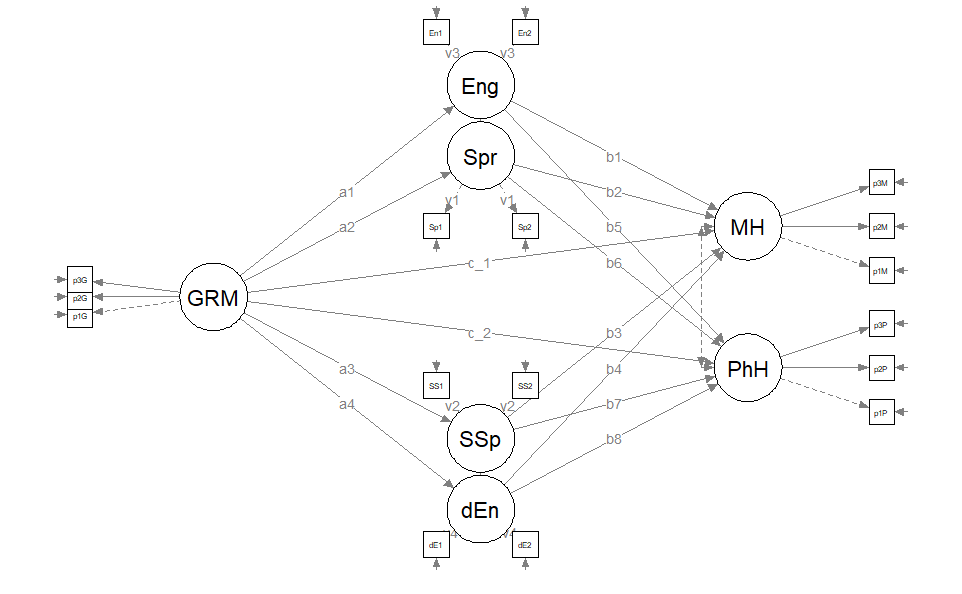 En1
En2
v3
v3
Eng
Spr
v1
v1
Sp1
Sp2
a1
a2
b1
b2
b5
b6
c_1
c_2
p3G
p2G
p1G
GRM
MH
PhH
p3M
p2M
p1M
p3P
p2P
p1P
a3
a4
b3
b4
b7
b8
SS1
SS2
v2
v2
SSp
dEn
dE1
dE2